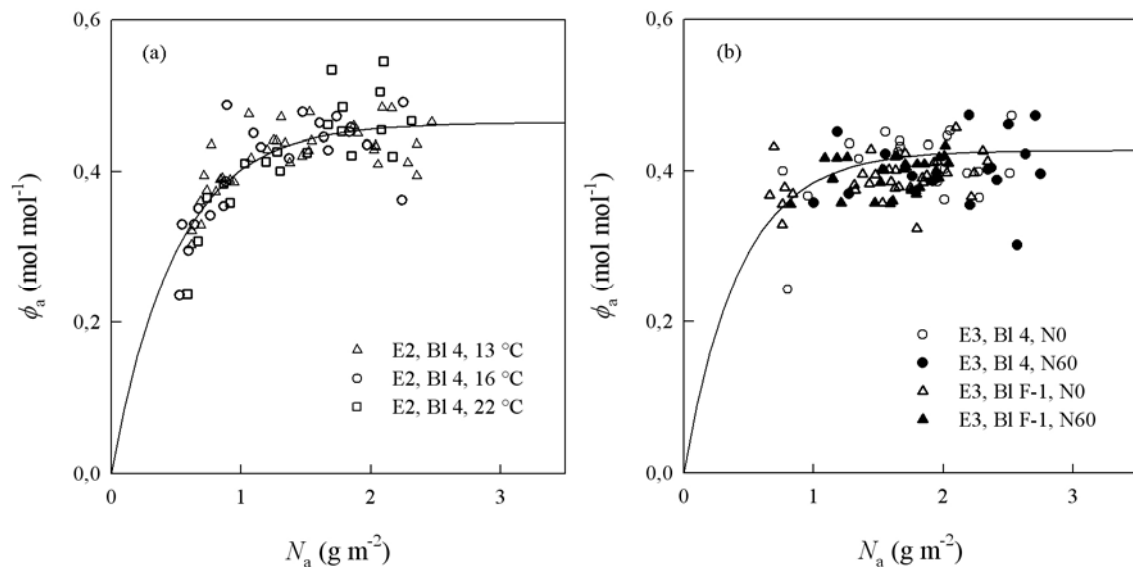 (a)
0,6
0,4
0,2
0,0
ϕa (mol mol-1)
E2, Bl 4, 13 °C
E2, Bl 4, 16 °C
E2, Bl 4, 22 °C
0 1 2 3
Na (g m-2)
(b)
0,6
0,4
0,2
0,0
ϕa (mol mol-1)
E3, Bl 4, N0
E3, Bl 4, N60
E3, Bl F-1, N0
E3, Bl F-1, N60
0 1 2 3
Na (g m-2)